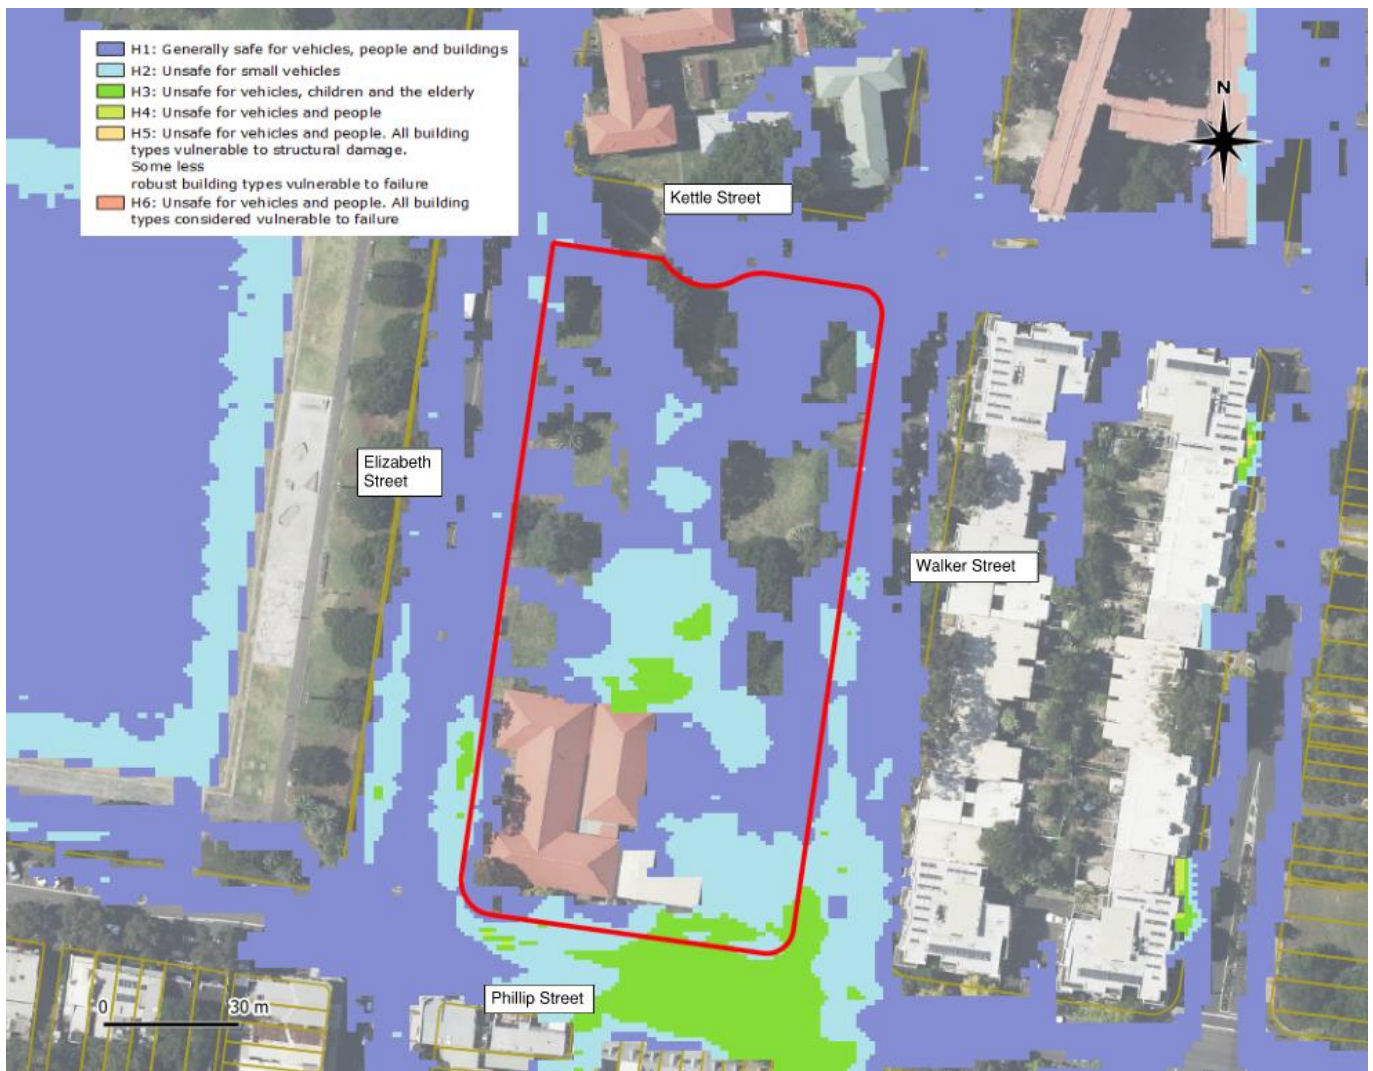 H1: Generally safe for vehicles, people and buildings
H2: Unsafe for small vehicles
H3: Unsafe for vehicles, children and the elderly
H4: Unsafe for vehicles and people
H5: Unsafe for vehicles and people. All building
types vulnerable to structural damage.
Some less
robust building types vulnerable to failure
H6: Unsafe for vehicles and people. All building
types considered vulnerable to failure
N
Kettle Street
Elizabeth
Street
Walker Street
Phillip Street
0 30 m